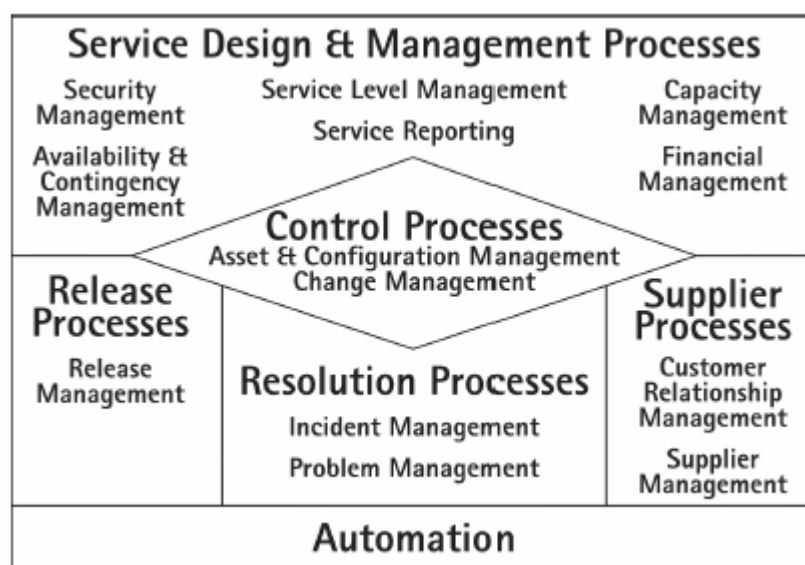 Service Design & Management Processes
Security
Management
Availability &
Contingency
Management
Service Level Management
Service Reporting
Capacity
Management
Financial
Management
Control Processes
Asset & Configuration Management
Change Management
Release
Processes
Release
Management
Resolution Processes
Incident Management
Problem Management
Supplier
Processes
Customer
Relationship
Management
Supplier
Management
Automation